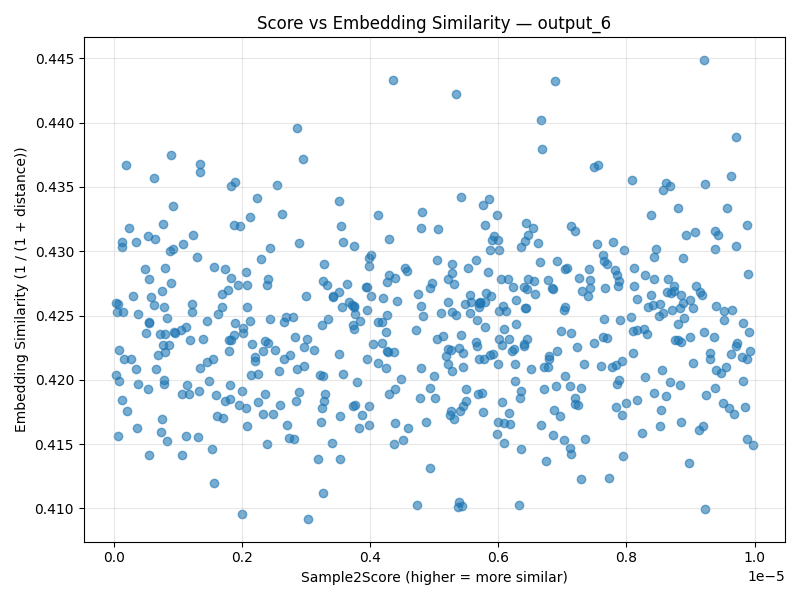 Score vs Embedding Similarity — output_6
Embedding Similarity (1 / (1 + distance))
0.445
0.440
0.435
0.430
0.425
0.420
0.415
0.410
0.0 0.2 0.4 0.6 0.8 1.0
1e−5
Sample2Score (higher = more similar)